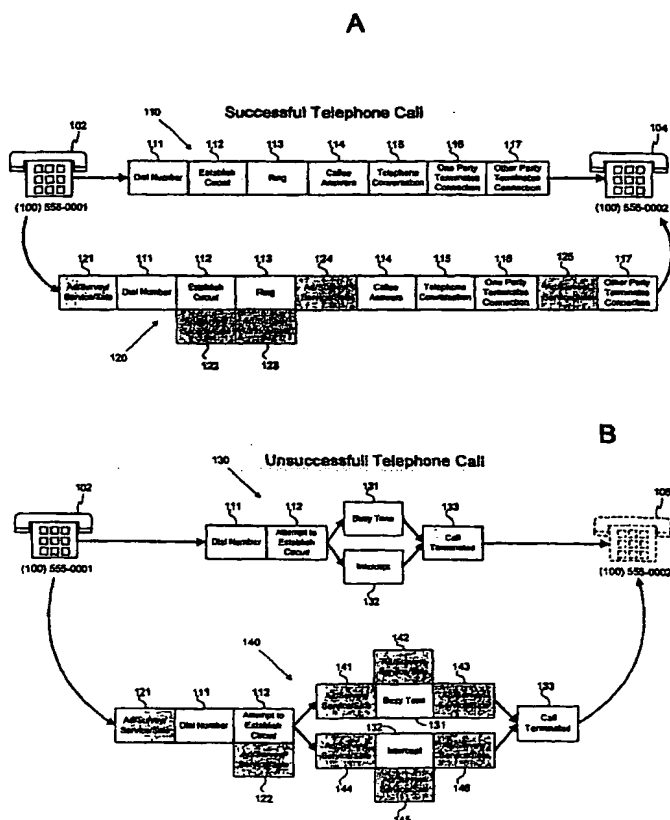 A
Successful Telephone Call
110
102
111
112
113
114
115
116
117
104
Dial Number
Establish Circuit
Ring
Callee Answers
Telephone Conversation
One Party Terminates Connection
Other Party Terminates Connection
(100) 555-0001
(100) 555-0002
121
111
112
113
124
114
115
116
125
117
Ad/Survey/ Service/Data
Dial Number
Establish Circuit
Ring
Callee Answers
Telephone Conversation
One Party Terminates Connection
Other Party Terminates Connection
120
122
123
B
Unsuccessfull Telephone Call
130
102
111
112
131
133
Dial Number
Attempt to Establish Circuit
Busy Tone
Intercept
Call Terminated
132
(100) 555-0001
(100) 555-0002
140
142
121
111
112
141
143
133
Ad/Survey/ Service/Data
Dial Number
Attempt to Establish Circuit
Busy Tone
132
131
Intercept
Call Terminated
122
144
145
146